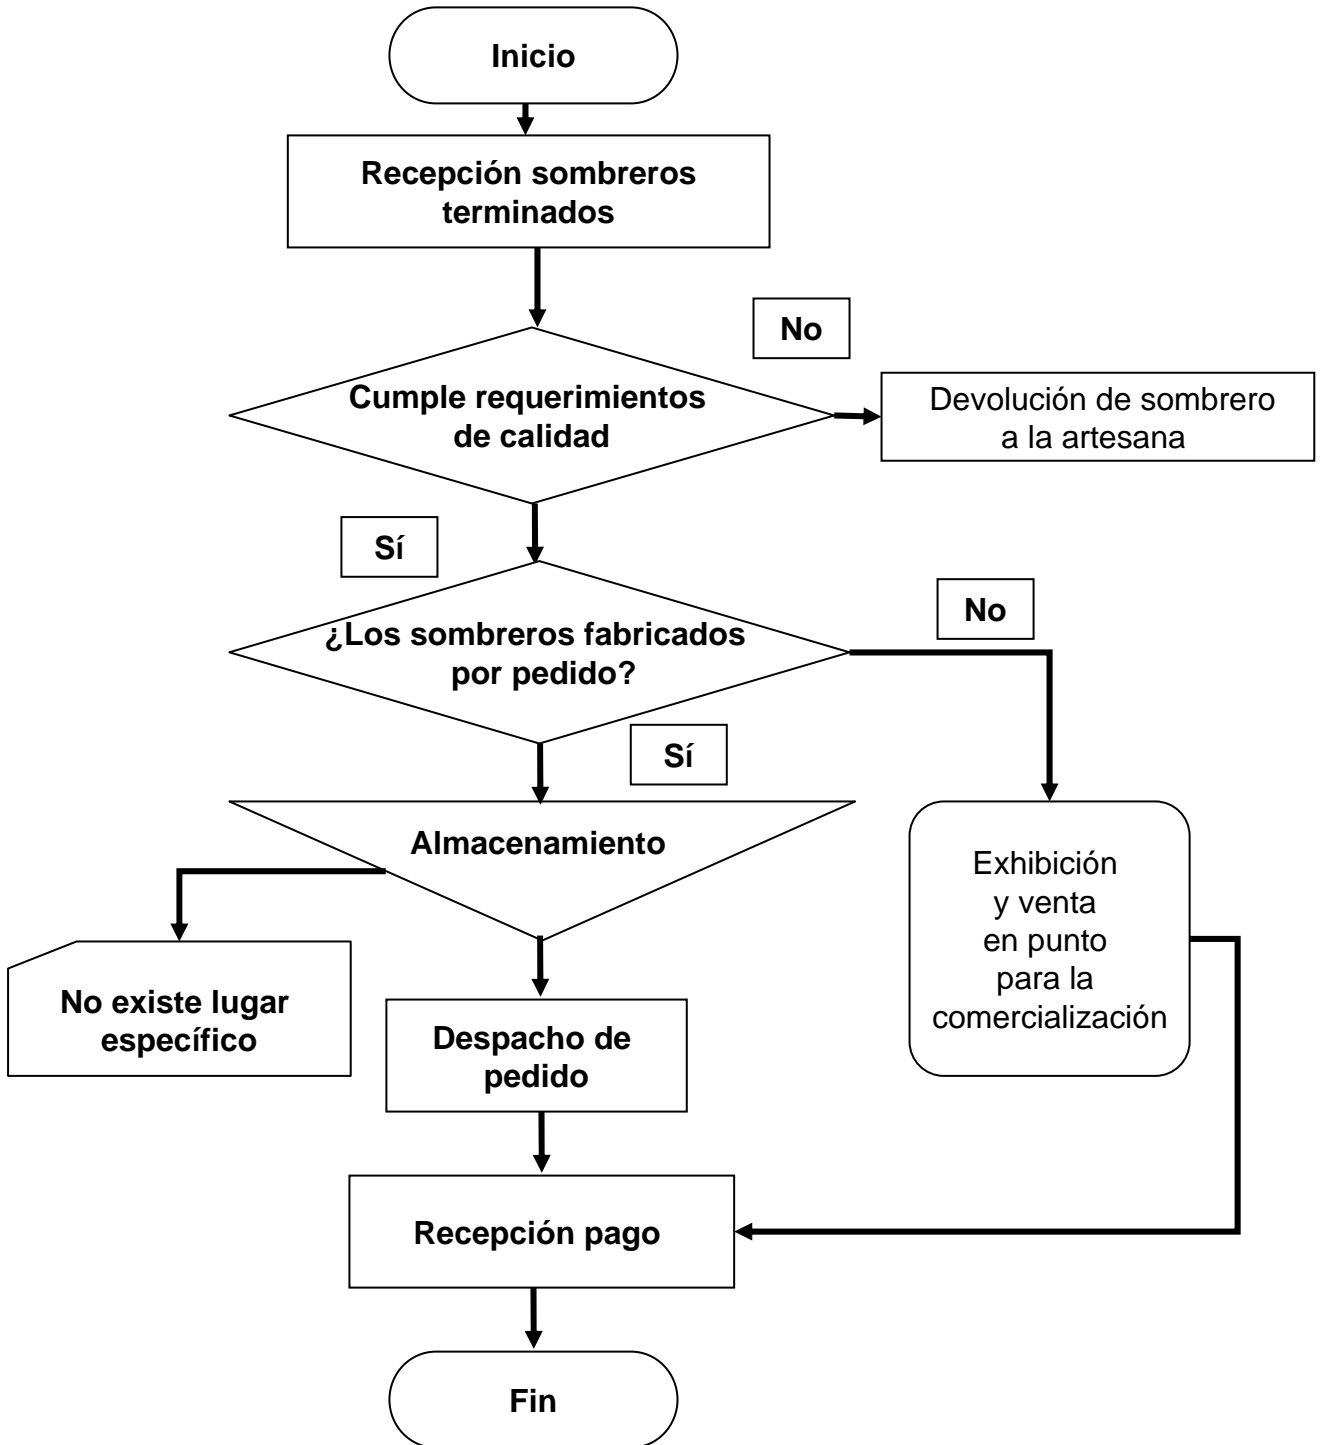 Inicio
Recepción sombreros
terminados
No
Cumple requerimientos
de calidad
Devolución de sombrero
a la artesana
Sí
No
¿Los sombreros fabricados
por pedido?
Sí
Almacenamiento
Exhibición
y venta
en punto
para la
comercialización
No existe lugar
específico
Despacho de
pedido
Recepción pago
Fin